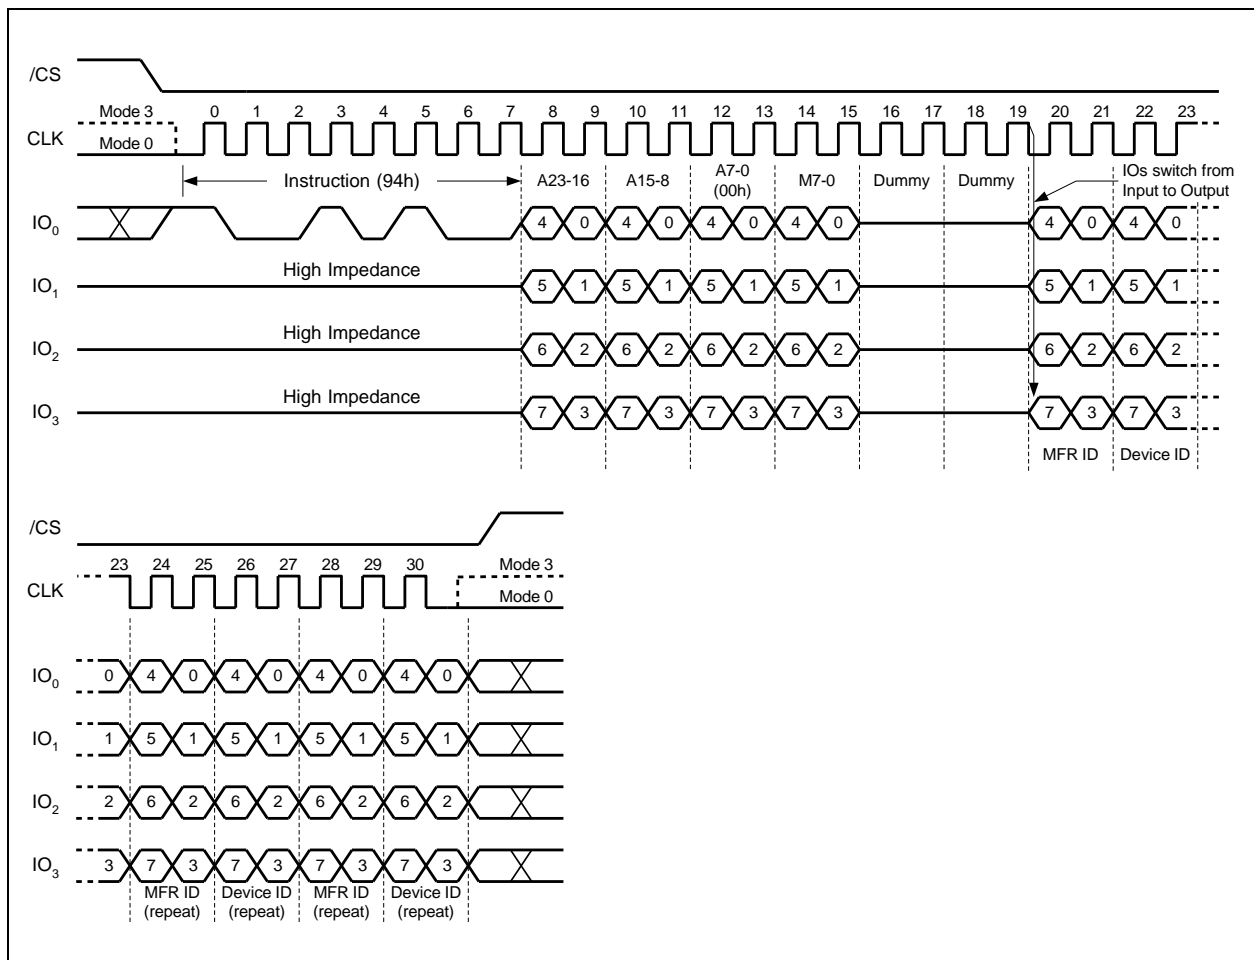 /CS
Mode 3 0 1 2 3 4 5 6 7 8 9 10 11 12 13 14 15 16 17 18 19 20 21 22 23
CLK
Mode 0
Instruction (94h) A23-16 A15-8 A7-0 (00h) M7-0 Dummy Dummy IOs switch from Input to Output
IO0 4 0 4 0 4 0 4 0 4 0 4 0
High Impedance
IO1 5 1 5 1 5 1 5 1 5 1 5 1
High Impedance
IO2 6 2 6 2 6 2 6 2 6 2 6 2
High Impedance
IO3 7 3 7 3 7 3 7 3 7 3 7 3
MFR ID Device ID
/CS
23 24 25 26 27 28 29 30 Mode 3
CLK
Mode 0
IO0 0 4 0 4 0 4 0 4 0
IO1 1 5 1 5 1 5 1 5 1
IO2 2 6 2 6 2 6 2 6 2
IO3 3 7 3 7 3 7 3 7 3
MFR ID Device ID MFR ID Device ID
(repeat) (repeat) (repeat) (repeat)